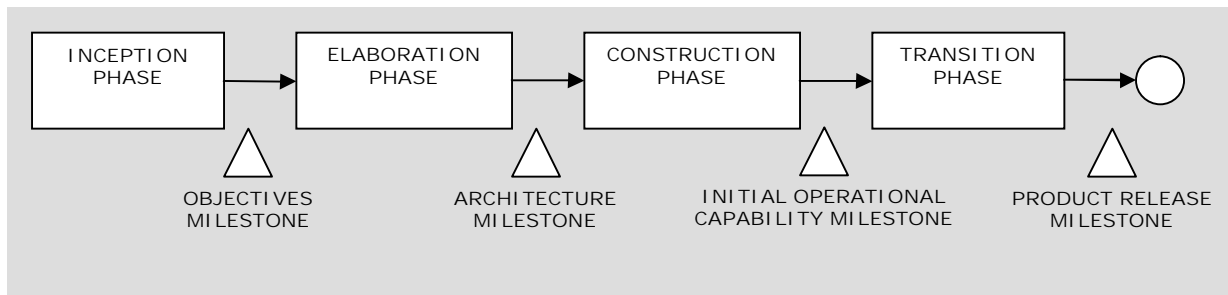 INCEPTION
PHASE
ELABORATION
PHASE
CONSTRUCTION
PHASE
TRANSITION
PHASE
OBJECTIVES
MILESTONE
ARCHITECTURE
MILESTONE
INITIAL OPERATIONAL
CAPABILITY MILESTONE
PRODUCT RELEASE
MILESTONE